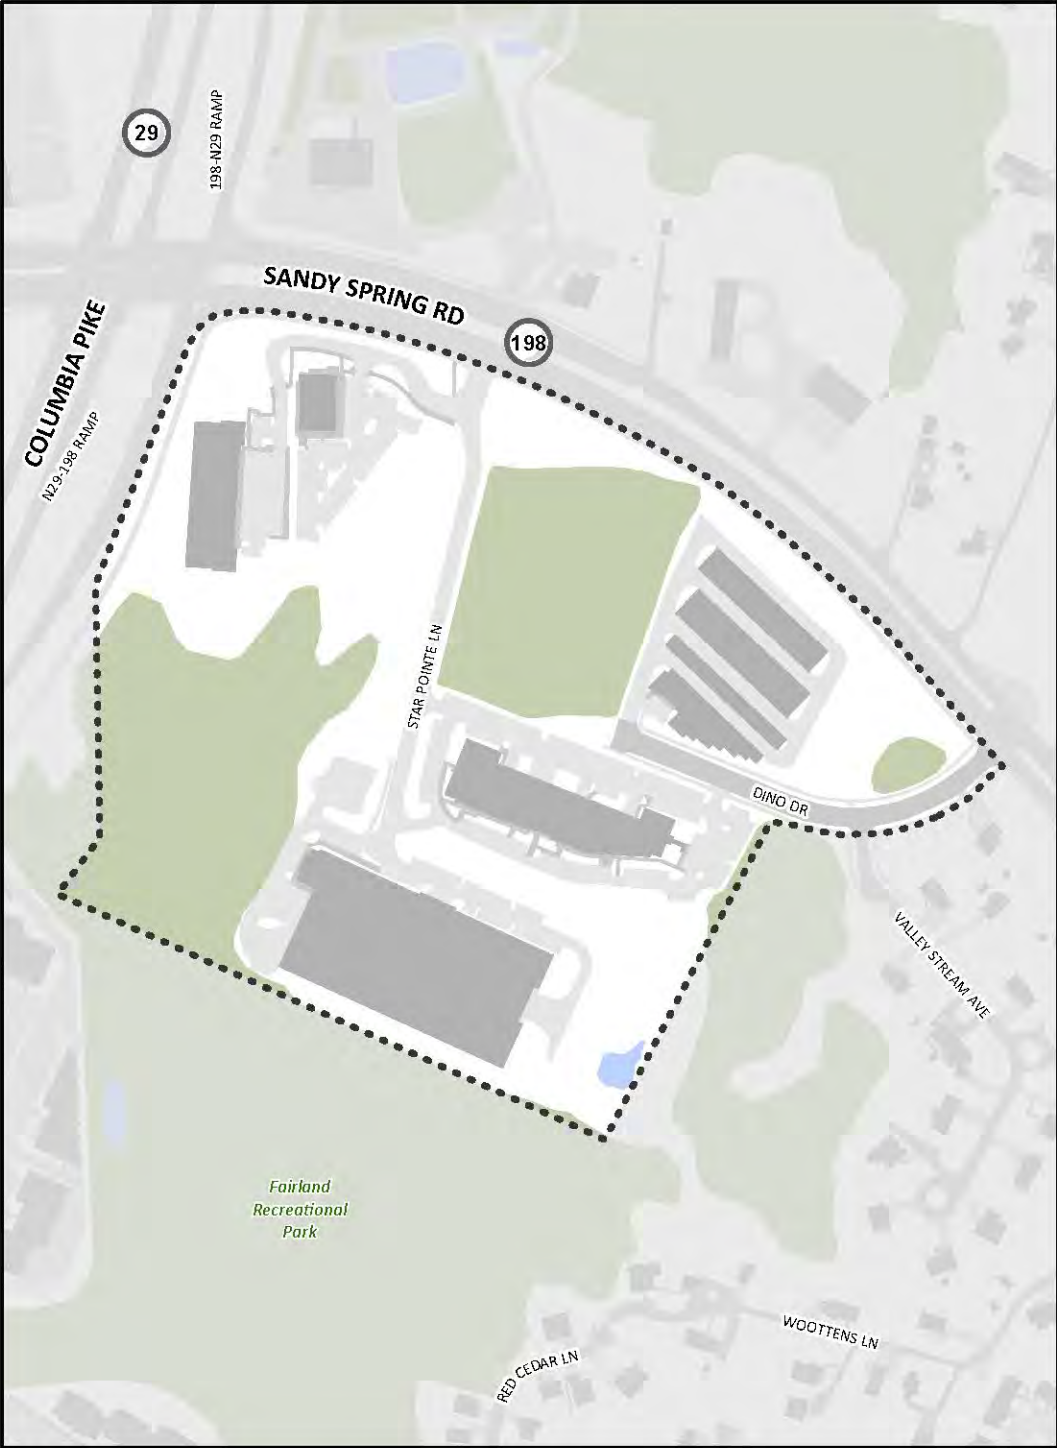 29
198-N29 RAMP
SANDY SPRING RD
198
COLUMBIA PIKE
N29-198 RAMP
STAR POINTE LN
DINO DR
VALLEY STREAM AVE
Fairland
Recreational
Park
WOOTTENS LN
RED CEDAR LN